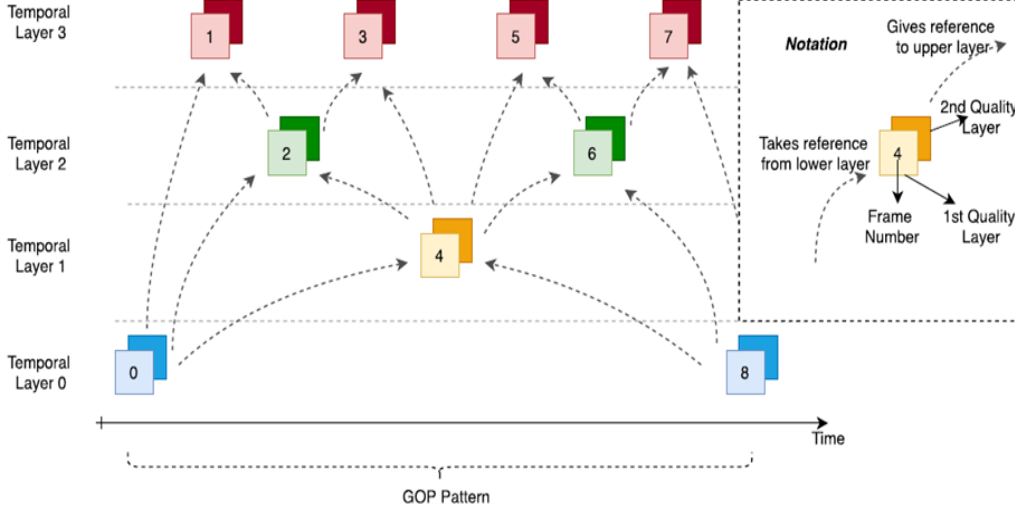 Temporal
Layer 3
1
3
5
7
Notation
Gives reference
to upper layer
2nd Quality
Layer
Takes reference
from lower layer
4
Frame
Number
1st Quality
Layer
Temporal
Layer 2
2
6
Temporal
Layer 1
4
Temporal
Layer 0
0
8
Time
GOP Pattern